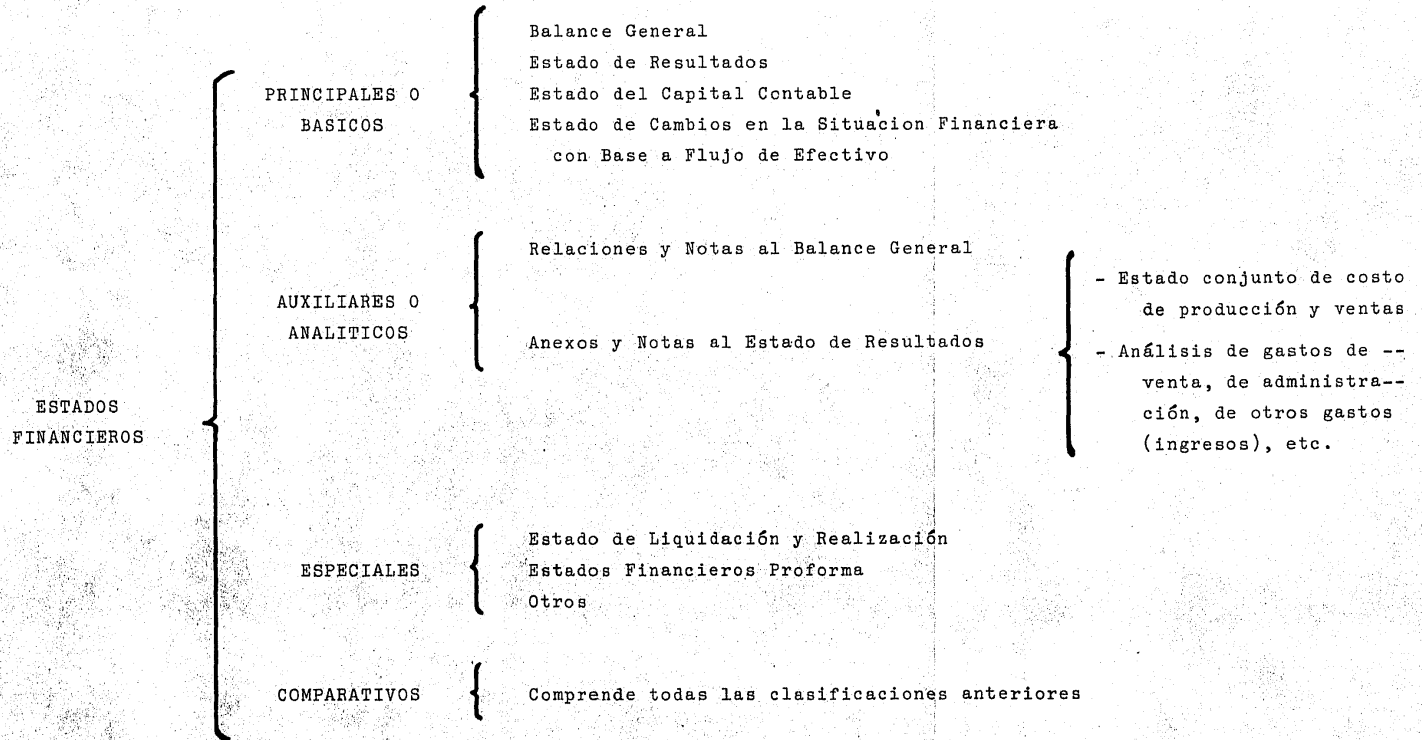 ESTADOS
FINANCIEROS
PRINCIPALES O
BASICOS
Balance General
Estado de Resultados
Estado del Capital Contable
Estado de Cambios en la Situacion Financiera
con Base a Flujo de Efectivo
AUXILIARES O
ANALITICOS
Relaciones y Notas al Balance General
Anexos y Notas al Estado de Resultados
- Estado conjunto de costo
de producción y ventas
- Análisis de gastos de --
venta, de administra--
ción, de otros gastos
(ingresos), etc.
ESPECIALES
Estado de Liquidación y Realización
Estados Financieros Proforma
Otros
COMPARATIVOS
Comprende todas las clasificaciones anteriores